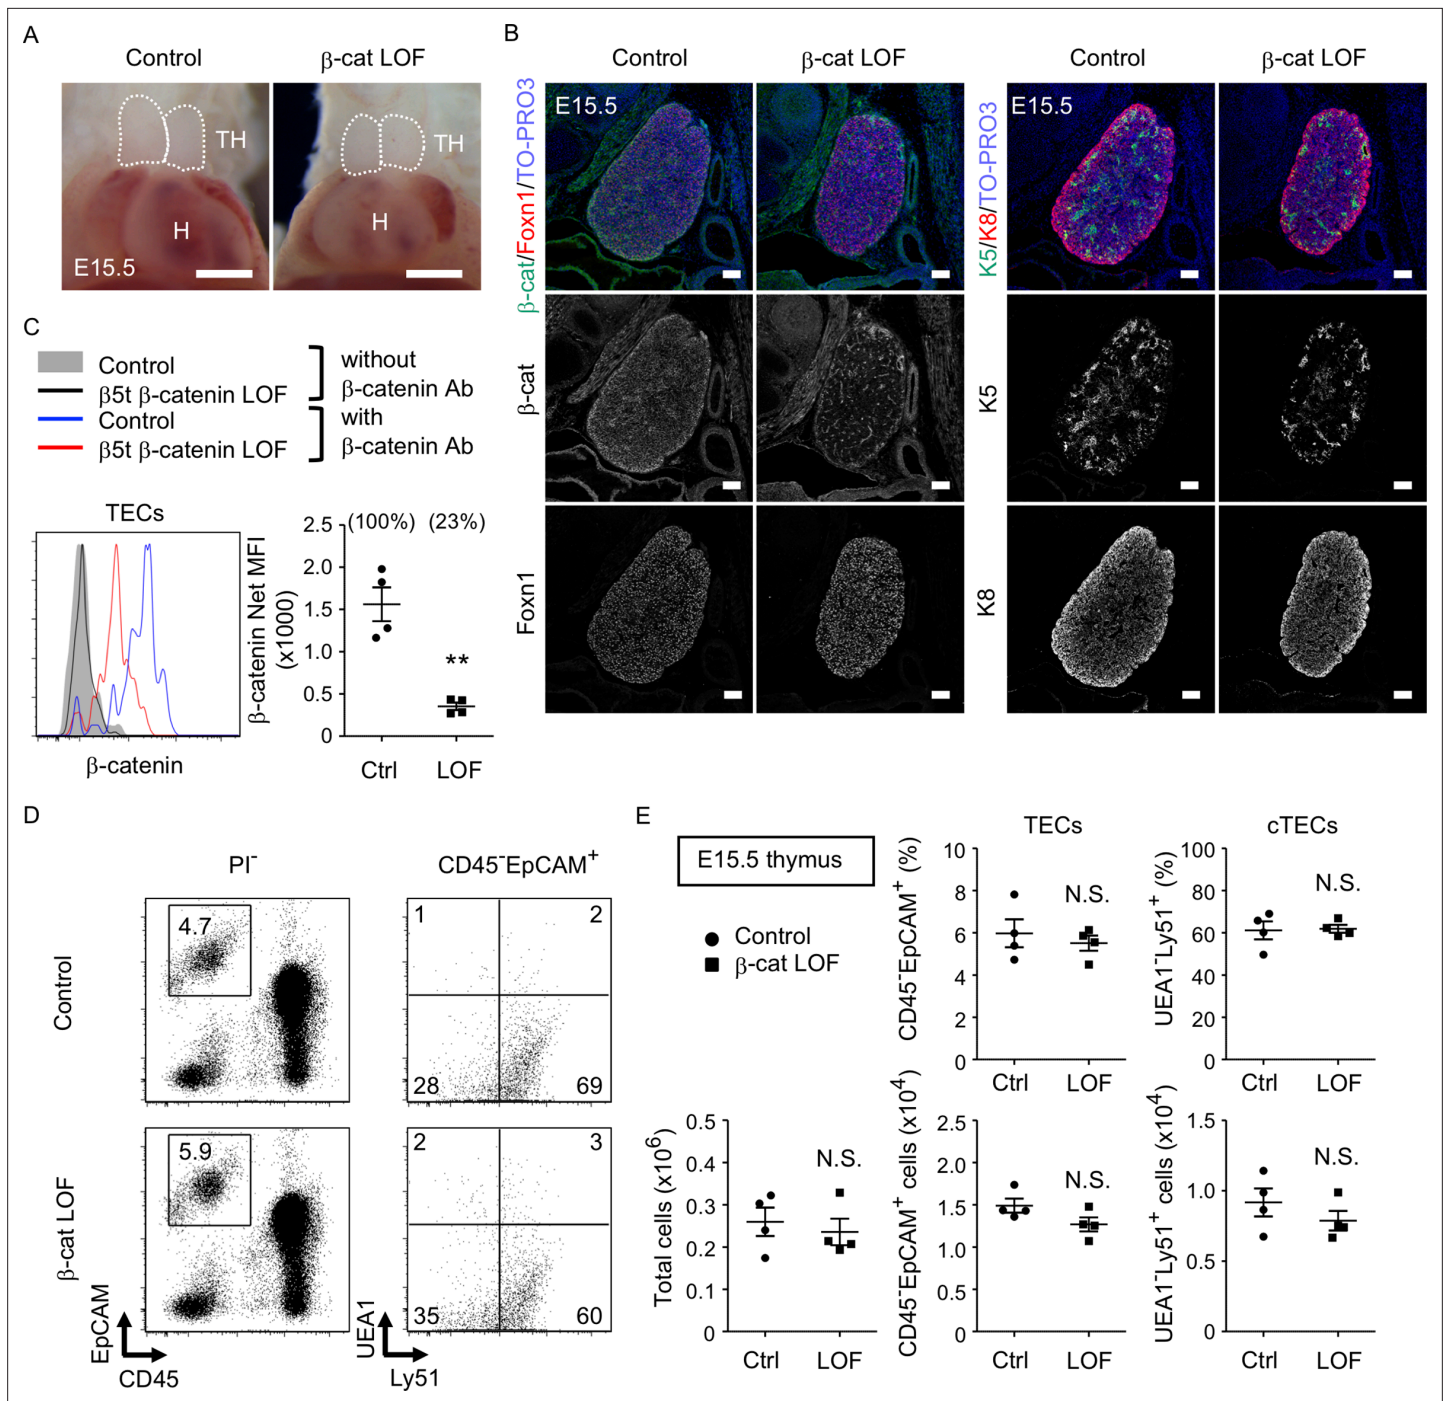 A
Control
β-cat LOF
TH
TH
H
H
E15.5
B
Control
β-cat LOF
Control
β-cat LOF
β-cat/Foxn1/TO-PRO3
E15.5
K5/K8/TO-PRO3
E15.5
β-cat
K5
Foxn1
K8
C
Control
β5t β-catenin LOF
without
β-catenin Ab
Control
β5t β-catenin LOF
with
β-catenin Ab
TECs
β-catenin
β-catenin Net MFI
(x1000)
2.5
2.0
1.5
1.0
0.5
0
(100%)
(23%)
**
Ctrl
LOF
D
PI⁻
CD45⁻EpCAM⁺
Control
4.7
1
2
28
69
β-cat LOF
5.9
2
3
35
60
EpCAM
CD45
UEA1
Ly51
E
E15.5 thymus
Control
β-cat LOF
TECs
CD45⁻EpCAM⁺ (%)
10
8
6
4
2
0
N.S.
Ctrl
LOF
cTECs
UEA1⁻Ly51⁺ (%)
100
80
60
40
20
0
N.S.
Ctrl
LOF
Total cells (x10⁶)
0.5
0.4
0.3
0.2
0.1
0
N.S.
Ctrl
LOF
CD45⁻EpCAM⁺ cells (x10⁴)
2.5
2.0
1.5
1.0
0.5
0
N.S.
Ctrl
LOF
UEA1⁻Ly51⁺ cells (x10⁴)
1.5
1.0
0.5
0
N.S.
Ctrl
LOF